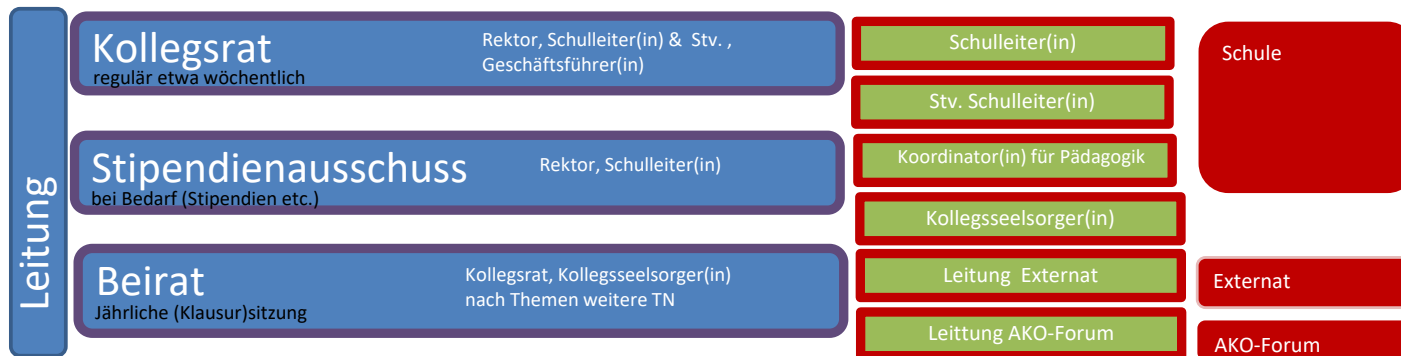 Leitung
Kollegsrat
regulär etwa wöchentlich
Rektor, Schulleiter(in) & Stv. ,
Geschäftsführer(in)
Stipendienausschuss
bei Bedarf (Stipendien etc.)
Rektor, Schulleiter(in)
Beirat
Jährliche (Klausur)sitzung
Kollegsrat, Kollegsseelsorger(in)
nach Themen weitere TN
Schulleiter(in)
Stv. Schulleiter(in)
Koordinator(in) für Pädagogik
Kollegsseelsorger(in)
Leitung Externat
Leittung AKO-Forum
Schule
Externat
AKO-Forum